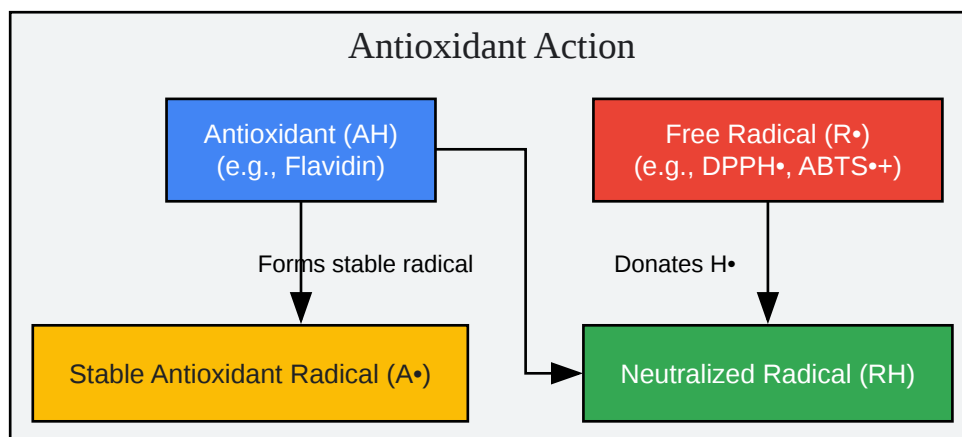 Antioxidant Action
Antioxidant (AH)
(e.g., Flavidin)
Free Radical (R•)
(e.g., DPPH•, ABTS•+)
Forms stable radical
Donates H•
Stable Antioxidant Radical (A•)
Neutralized Radical (RH)